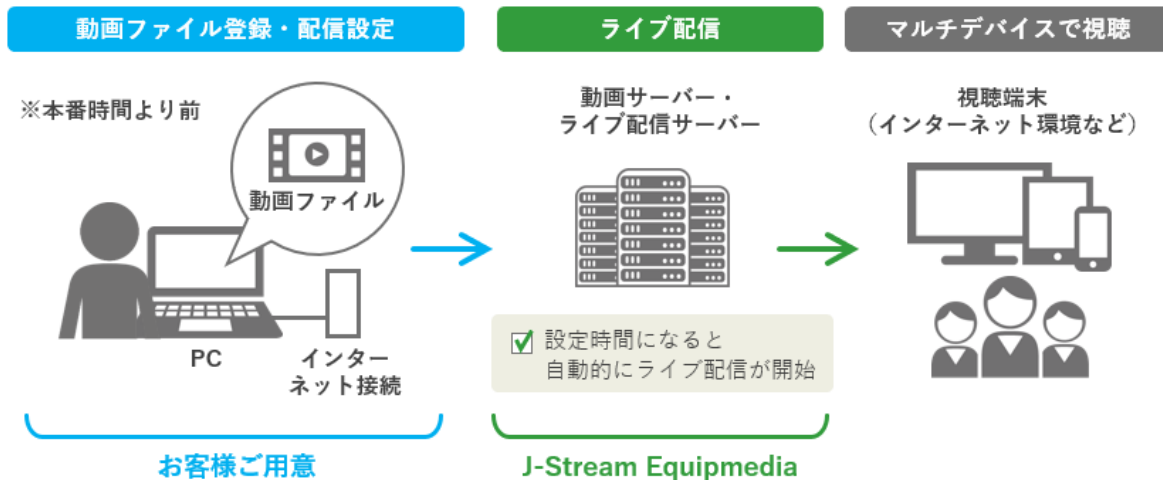 動画ファイル登録・配信設定
ライブ配信
マルチデバイスで視聴
※本番時間より前
動画ファイル
PC
インター
ネット接続
動画サーバー・
ライブ配信サーバー
設定時間になると
自動的にライブ配信が開始
視聴端末
（インターネット環境など）
お客様ご用意
J-Stream Equipmedia